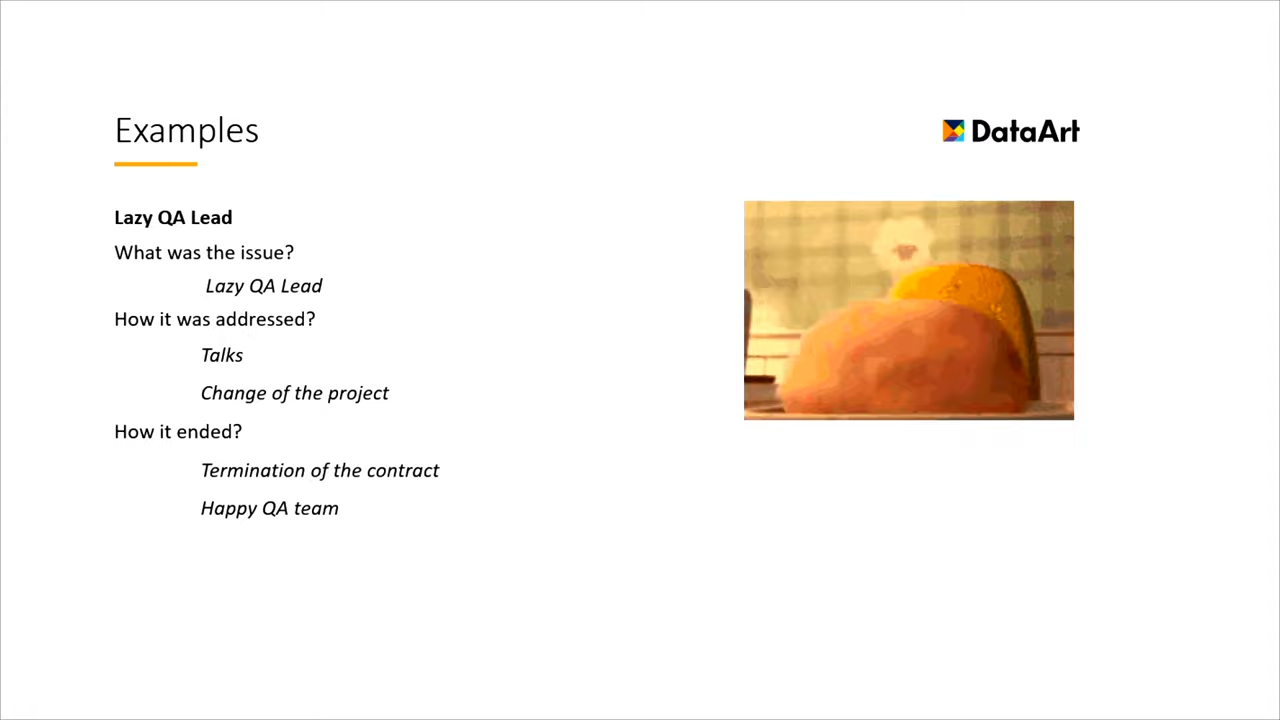 Examples
DataArt
Lazy QA Lead
What was the issue?
Lazy QA Lead
How it was addressed?
Talks
Change of the project
How it ended?
Termination of the contract
Happy QA team